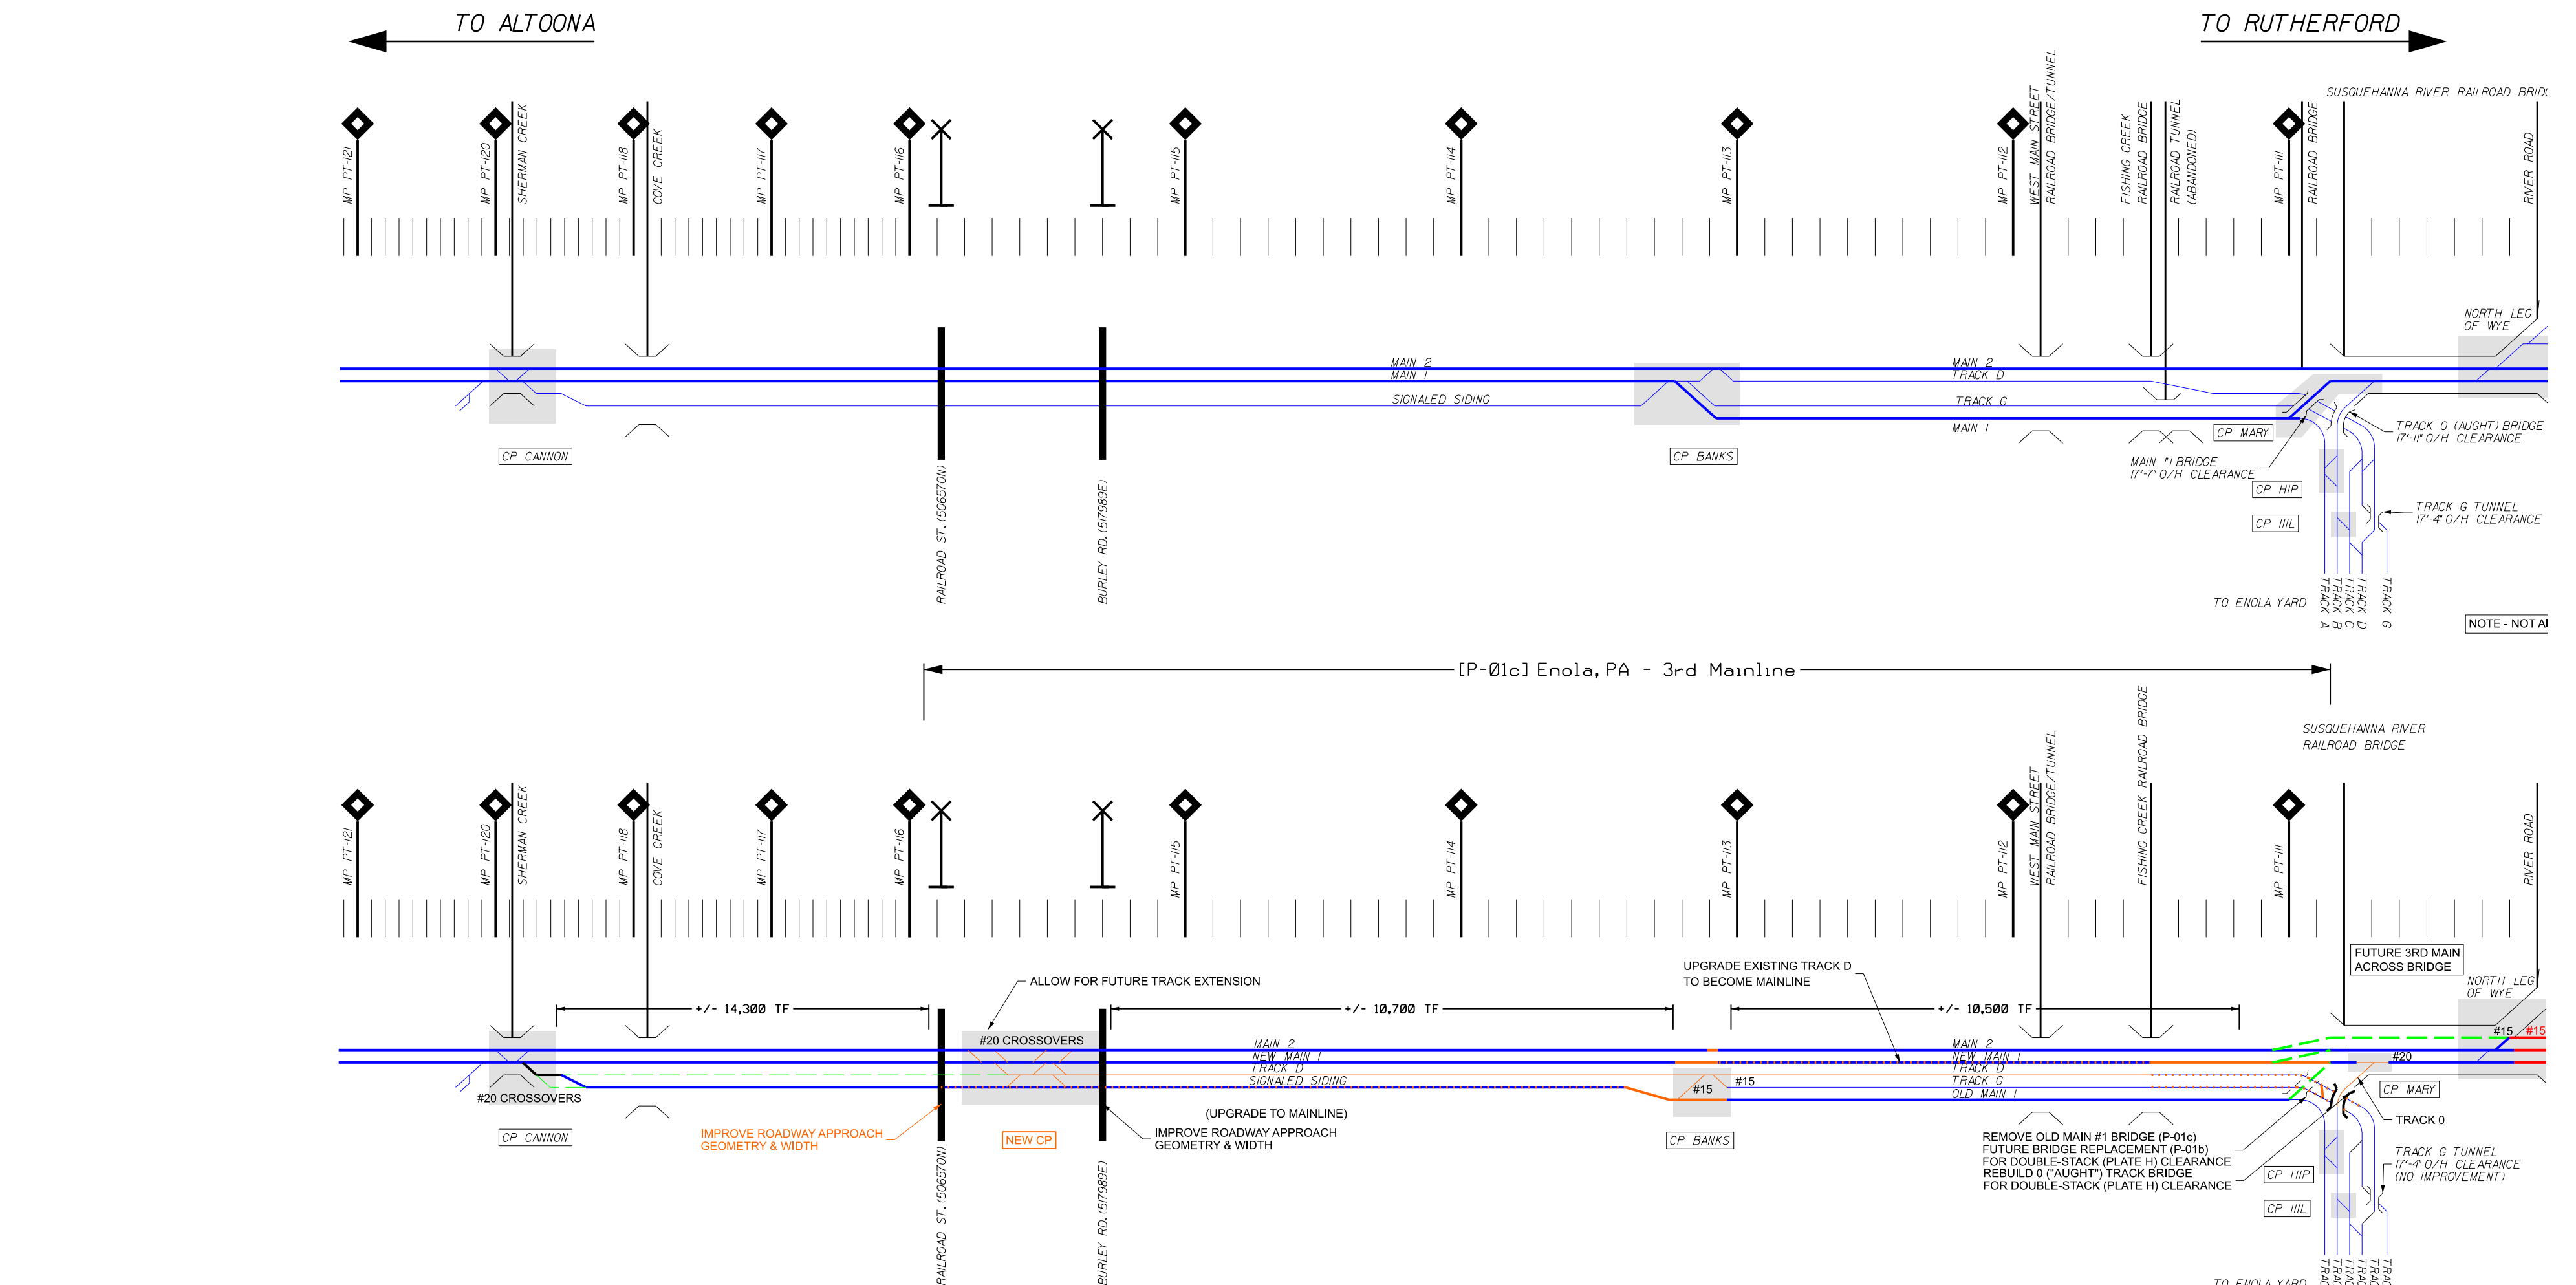 TO ALTOONA
TO RUTHERFORD
MP PT-121
MP PT-120
SHERMAN CREEK
MP PT-118
COVE CREEK
MP PT-117
MP PT-116
MP PT-115
MP PT-114
MP PT-113
MP PT-112
WEST MAIN STREET
RAILROAD BRIDGE/TUNNEL
FISHING CREEK
RAILROAD BRIDGE
RAILROAD TUNNEL
(ABANDONED)
MP PT-111
RAILROAD BRIDGE
SUSQUEHANNA RIVER RAILROAD
RIVER ROAD
NORTH LEG
OF WYE
MAIN 2
MAIN 1
SIGNALED SIDING
MAIN 2
TRACK D
TRACK G
MAIN 1
CP CANNON
CP BANKS
CP MARY
TRACK 0 (AUGHT) BRIDGE
17'-11" O/H CLEARANCE
MAIN #1 BRIDGE
17'-7" O/H CLEARANCE
CP HIP
CP 111L
TRACK G TUNNEL
17'-4" O/H CLEARANCE
RAILROAD ST. (506570N)
BURLEY RD. (517989E)
TO ENOLA YARD
TRACK A
TRACK B
TRACK C
TRACK D
TRACK G
NOTE - NOT
[P-01c] Enola, PA - 3rd Mainline
SUSQUEHANNA RIVER
RAILROAD BRIDGE
MP PT-121
MP PT-120
SHERMAN CREEK
MP PT-118
COVE CREEK
MP PT-117
MP PT-116
MP PT-115
MP PT-114
MP PT-113
MP PT-112
WEST MAIN STREET
RAILROAD BRIDGE/TUNNEL
FISHING CREEK RAILROAD BRIDGE
MP PT-111
RIVER ROAD
FUTURE 3RD MAIN
ACROSS BRIDGE
NORTH LEG
OF WYE
ALLOW FOR FUTURE TRACK EXTENSION
UPGRADE EXISTING TRACK D
TO BECOME MAINLINE
+/- 14,300 TF
+/- 10,700 TF
+/- 10,500 TF
#20 CROSSOVERS
MAIN 2
NEW MAIN 1
TRACK D
SIGNALED SIDING
MAIN 2
NEW MAIN 1
TRACK D
TRACK G
OLD MAIN 1
#15
#15
#20
#15
#15
#20 CROSSOVERS
CP CANNON
IMPROVE ROADWAY APPROACH
GEOMETRY & WIDTH
NEW CP
(UPGRADE TO MAINLINE)
IMPROVE ROADWAY APPROACH
GEOMETRY & WIDTH
CP BANKS
CP MARY
TRACK 0
REMOVE OLD MAIN #1 BRIDGE (P-01c)
FUTURE BRIDGE REPLACEMENT (P-01b)
FOR DOUBLE-STACK (PLATE H) CLEARANCE
REBUILD 0 ("AUGHT") TRACK BRIDGE
FOR DOUBLE-STACK (PLATE H) CLEARANCE
TRACK G TUNNEL
17'-4" O/H CLEARANCE
(NO IMPROVEMENT)
CP HIP
CP 111L
RAILROAD ST. (506570N)
BURLEY RD. (517989E)
TO ENOLA YARD